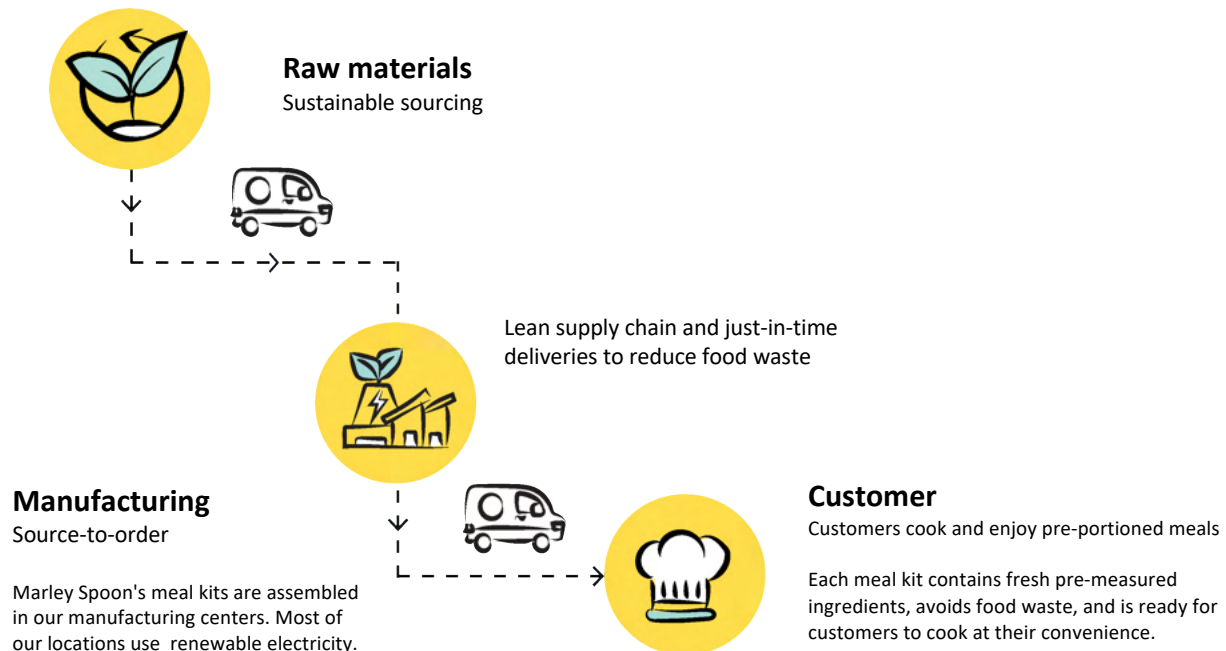 Raw materials
Sustainable sourcing
Lean supply chain and just-in-time
deliveries to reduce food waste
Manufacturing
Source-to-order
Marley Spoon's meal kits are assembled
in our manufacturing centers. Most of
our locations use  renewable electricity.
Customer
Customers cook and enjoy pre-portioned meals
Each meal kit contains fresh pre-measured
ingredients, avoids food waste, and is ready for
customers to cook at their convenience.